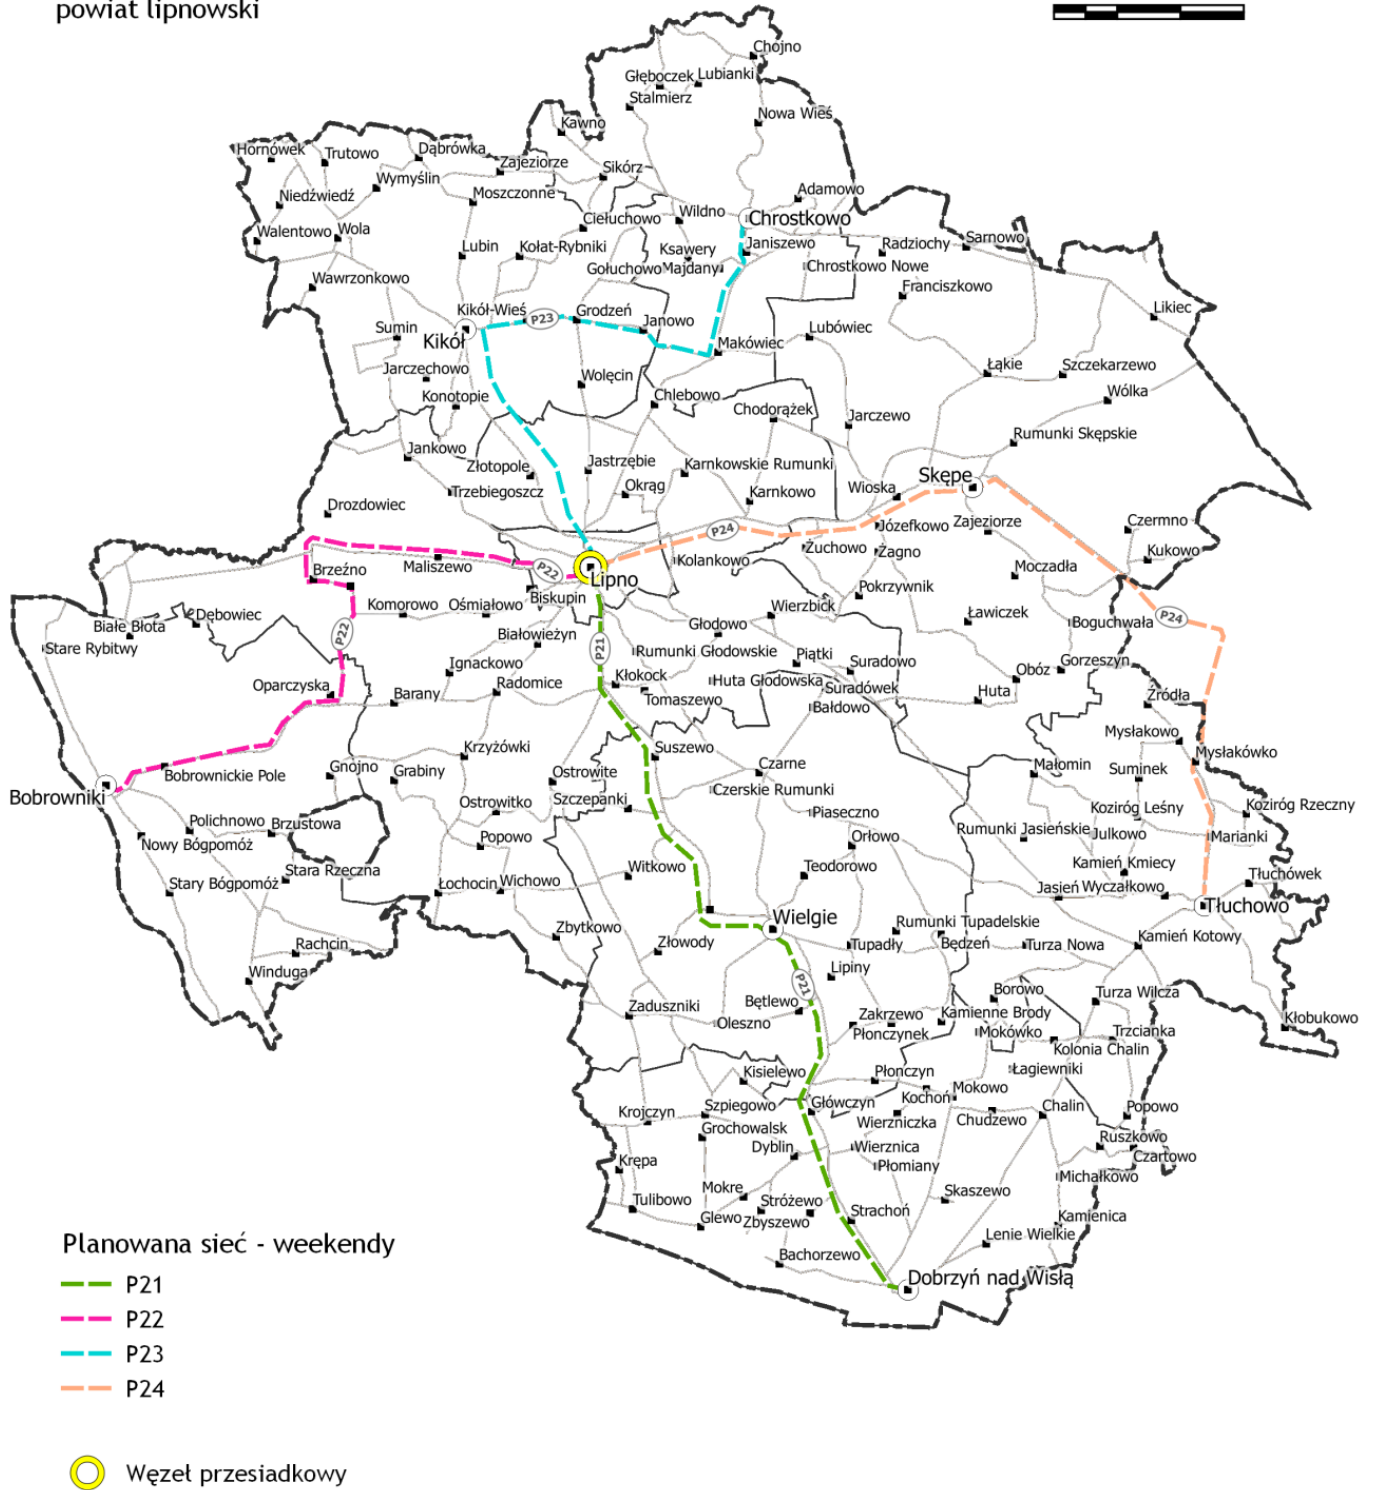 powiat lipnowski
Chojno
Głęboczek
Lubianki
Stalmierz
Nowa Wieś
Kawno
Hornówek
Trutowo
Dąbrówka
Zajeziorze
Sikórz
Wymyślin
Niedźwiedź
Moszczonne
Adamowo
Ciełuchowo
Wildno
Chrostkowo
Walentowo
Wola
Lubin
Kołat-Rybniki
Ksawery
Janiszewo
Radziochy
Sarnowo
Gołuchowo
Majdany
Chrostkowo Nowe
Wawrzonkowo
Franciszkowo
Kikół-Wieś
P23
Grodzeń
Janowo
Likiec
Sumin
Kikół
Makówiec
Lubówiec
Jarczechowo
Wolęcin
Łąkie
Szczekarzewo
Konotopie
Chlebowo
Chodorążek
Jarczewo
Wólka
Rumunki Skępskie
Jankowo
Złotopole
Jastrzębie
Karnkowskie Rumunki
Skępe
Trzebiegoszcz
Okrąg
Karnkowo
Wioska
Drozdowiec
P24
Józefkowo
Zajeziorze
Czermno
Kukowo
Maliszewo
P22
Kolankowo
Żuchowo
Żagno
Brzeźno
Lipno
Moczadła
Biskupin
Pokrzywnik
Komorowo
Ośmiałowo
Wierzbick
Ławiczek
P24
Dębowiec
Białe Błota
Stare Rybitwy
P22
Białowieżyn
P21
Głodowo
Boguchwała
Rumunki Głodowskie
Piątki
Suradowo
Obóz
Gorzeszyn
Ignackowo
Radomice
Kłokock
Huta Głodowska
Suradówek
Huta
Źródła
Oparczyska
Barany
Tomaszewo
Bałdowo
Mysłakowo
Mysłakówko
Krzyżówki
Suszewo
Bobrownickie Pole
Gnojno
Grabiny
Ostrowite
Czarne
Małomin
Suminek
Bobrowniki
Ostrowitko
Szczepanki
Czerskie Rumunki
Koziróg Leśny
Koziróg Rzeczny
Polichnowo
Brzustowa
Piaseczno
Nowy Bógpomóż
Popowo
Orłowo
Rumunki Jasieńskie
Julkowo
Marianki
Stary Bógpomóż
Stara Rzeczna
Łochocin
Wichowo
Witkowo
Teodorowo
Kamień Kmiecy
Tłuchówek
Jasień
Wyczałkowo
Tłuchowo
Wielgie
Zbytkowo
Złowody
Rumunki Tupadelskie
Tupadły
Będzeń
Turza Nowa
Kamień Kotowy
Rachcin
Winduga
P21
Lipiny
Zaduszniki
Bętlewo
Oleszno
Zakrzewo
Płonczynek
Borowo
Kamienne Brody
Mokówko
Turza Wilcza
Trzcianka
Kolonia Chalin
Kłobukowo
Łagiewniki
Kisielewo
Płonczyn
Mokowo
Krojczyn
Szpiegowo
Główczyn
Kochoń
Wierzniczka
Chudzewo
Chalin
Popowo
Grochowalsk
Dyblin
Wierznica
Ruszkowo
Czartowo
Krępa
Płomiany
Michałkowo
Mokre
Tulibowo
Stróżewo
Skaszewo
Glewo
Zbyszewo
Strachoń
Kamienica
Lenie Wielkie
Bachorzewo
Dobrzyń nad Wisłą
Planowana sieć - weekendy
P21
P22
P23
P24
Węzeł przesiadkowy